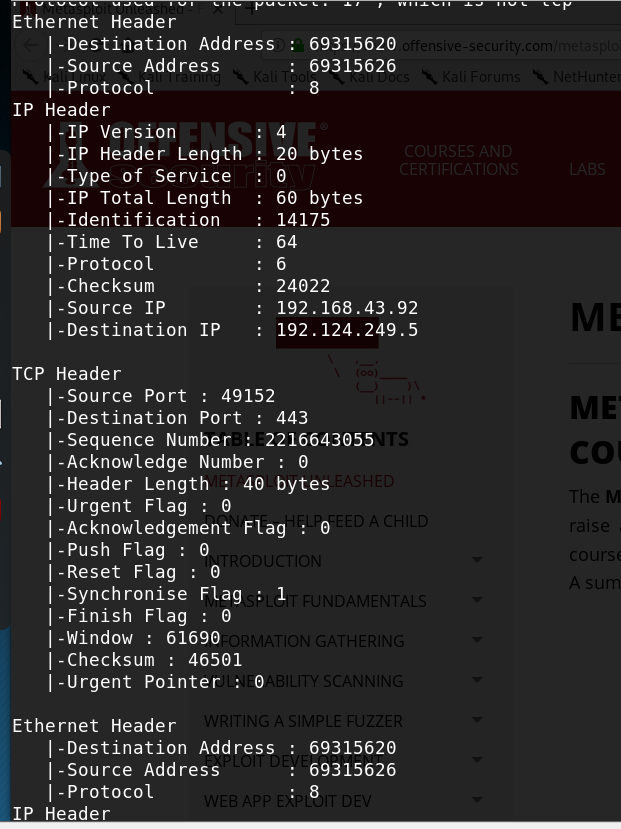 the packet: 17 , which is not tcp
Ethernet Header
|-Destination Address : 69315620
|-Source Address : 69315626
|-Protocol : 8
IP Header
|-IP Version : 4
|-IP Header Length : 20 bytes
|-Type of Service : 0
|-IP Total Length : 60 bytes
|-Identification : 14175
|-Time To Live : 64
|-Protocol : 6
|-Checksum : 24022
|-Source IP : 192.168.43.92
|-Destination IP : 192.124.249.5
TCP Header
|-Source Port : 49152
|-Destination Port : 443
|-Sequence Number : 2216643055
|-Acknowledge Number : 0
|-Header Length : 40 bytes
|-Urgent Flag : 0
|-Acknowledgement Flag : 0
|-Push Flag : 0
|-Reset Flag : 0
|-Synchronise Flag : 1
|-Finish Flag : 0
|-Window : 61690
|-Checksum : 46501
|-Urgent Pointer : 0
Ethernet Header
|-Destination Address : 69315620
|-Source Address : 69315626
|-Protocol : 8
IP Header
Metasploit Unleashed - F
.offensive-security.com/metasplo
Kali Linux
Kali Training
Kali Tools
Kali Docs
Kali Forums
NetHunter
OFFENSIVE
security
COURSES AND
CERTIFICATIONS
LABS
TABLE OF CONTENTS
METASPLOIT UNLEASHED
DONATE – HELP FEED A CHILD
INTRODUCTION
METASPLOIT FUNDAMENTALS
INFORMATION GATHERING
VULNERABILITY SCANNING
WRITING A SIMPLE FUZZER
EXPLOIT DEVELOPMENT
WEB APP EXPLOIT DEV
ME
MET
COU
The M
raise
course
A sum